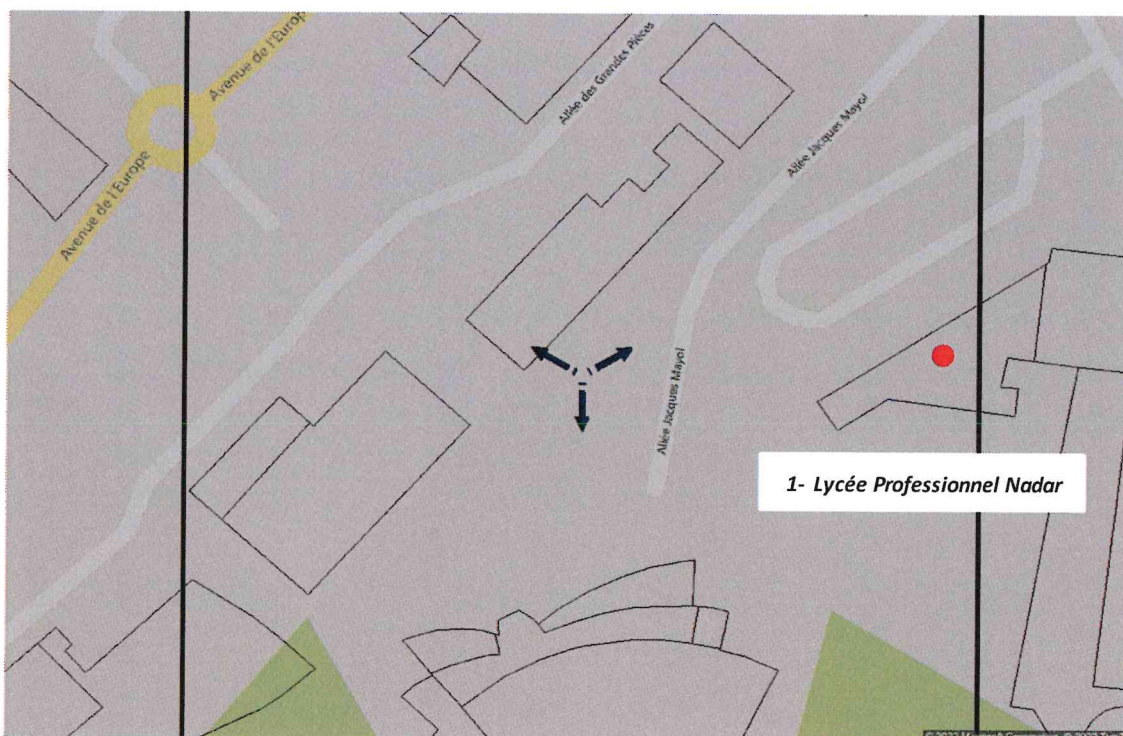 Avenue de l'Europe
Avenue de l'Europe
Allée des Grandes Pièces
Allée Jacques Mayol
Allée Jacques Mayol
1- Lycée Professionnel Nadar